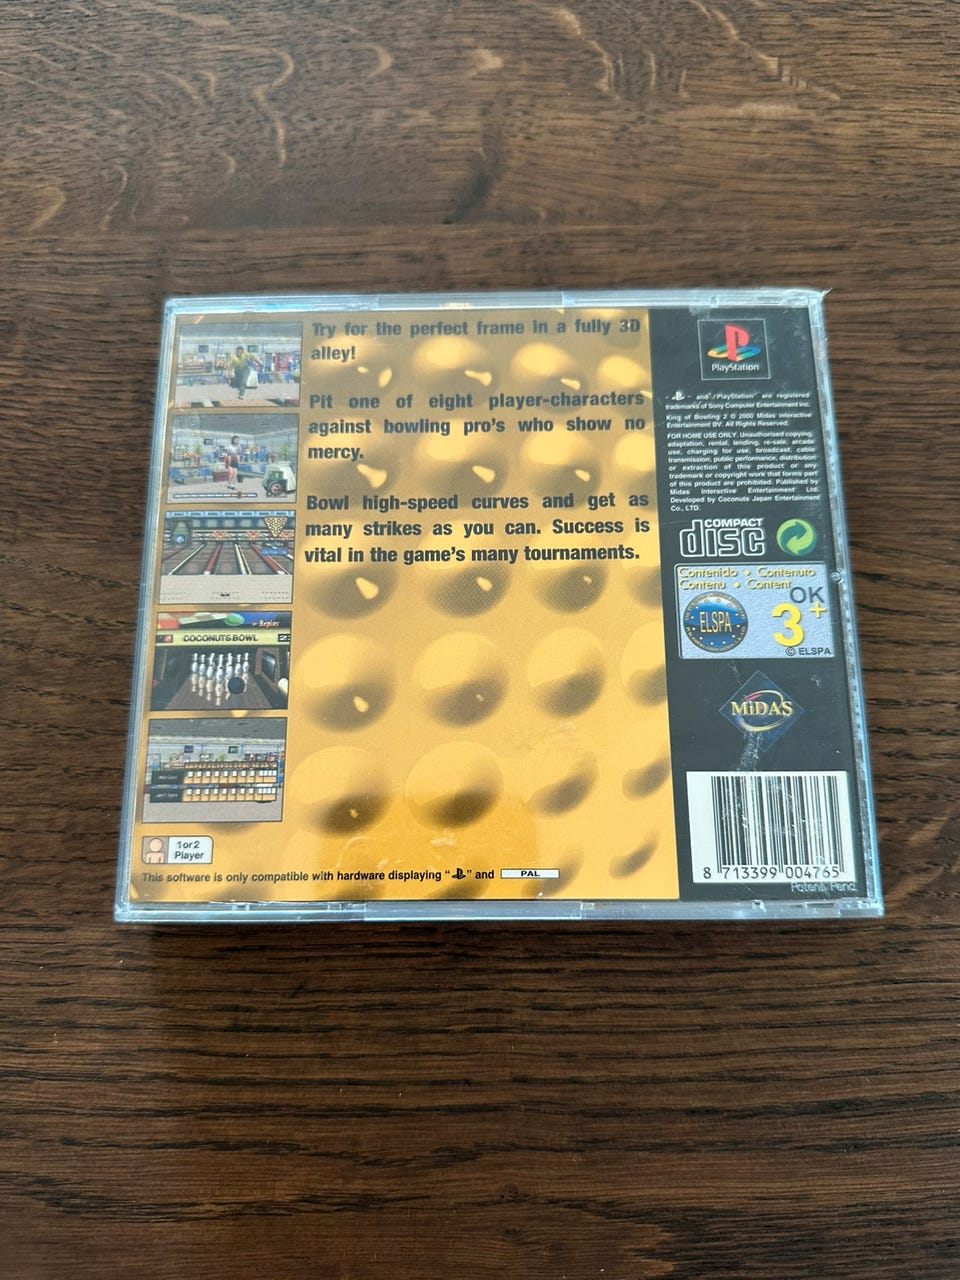 Try for the perfect frame in a fully 3D
alley!
Pit one of eight player-characters
against bowling pro's who show no
mercy.
Bowl high-speed curves and get as
many strikes as you can. Success is
vital in the game's many tournaments.
Replay
COCONUTS BOWL
1 or 2
Player
This software is only compatible with hardware displaying " " and PAL
PlayStation
" " and "PlayStation" are registered
trademarks of Sony Computer Entertainment Inc.
King of Bowling 2 © 2000 Midas Interactive
Entertainment BV. All Rights Reserved.
FOR HOME USE ONLY. Unauthorised copying,
adaptation, rental, lending, re-sale, arcade
use, charging for use, broadcast, cable
transmission, public performance, distribution
or extraction of this product or any
trademark or copyright work that forms part
of this product are prohibited. Published by
Midas Interactive Entertainment Ltd.
Developed by Coconuts Japan Entertainment
Co., LTD.
COMPACT
disc
Contenido • Contenuto
Contenu • Content
OK
ELSPA
3+
© ELSPA
MiDAS
8 713399 004765
Patent Pend.